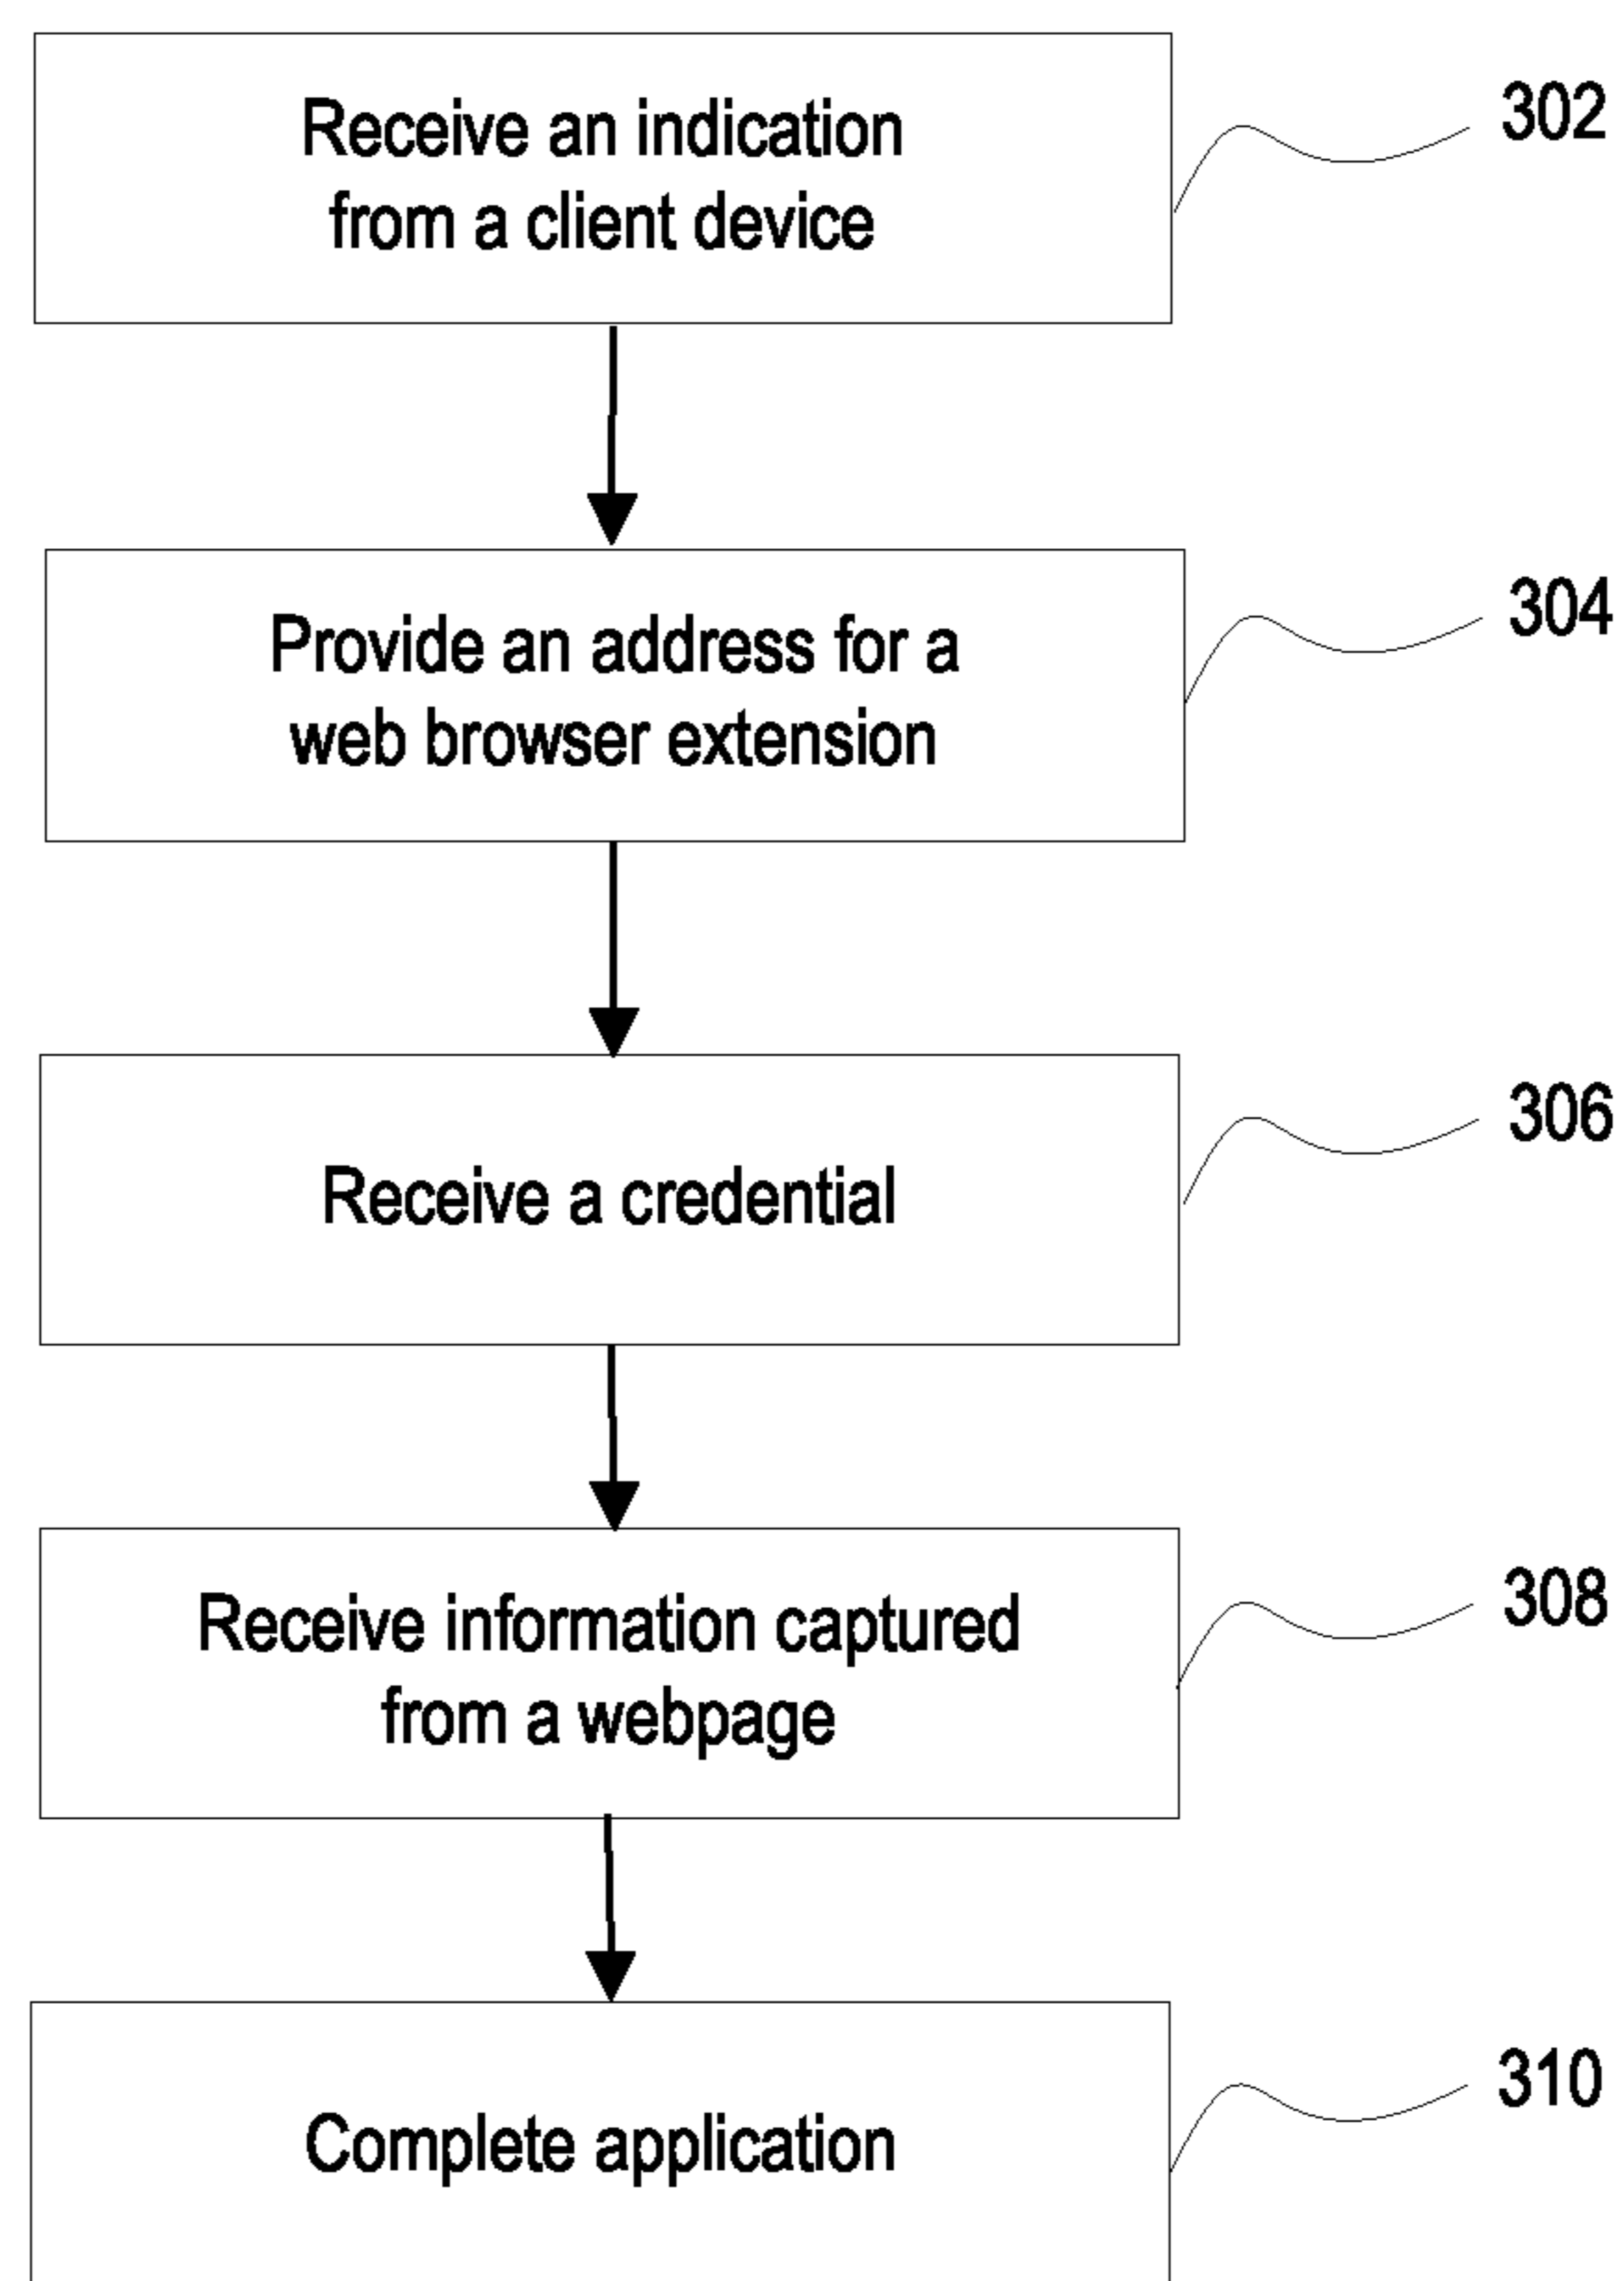 Receive an indication
from a client device
302
Provide an address for a
web browser extension
304
Receive a credential
306
Receive information captured
from a webpage
308
Complete application
310